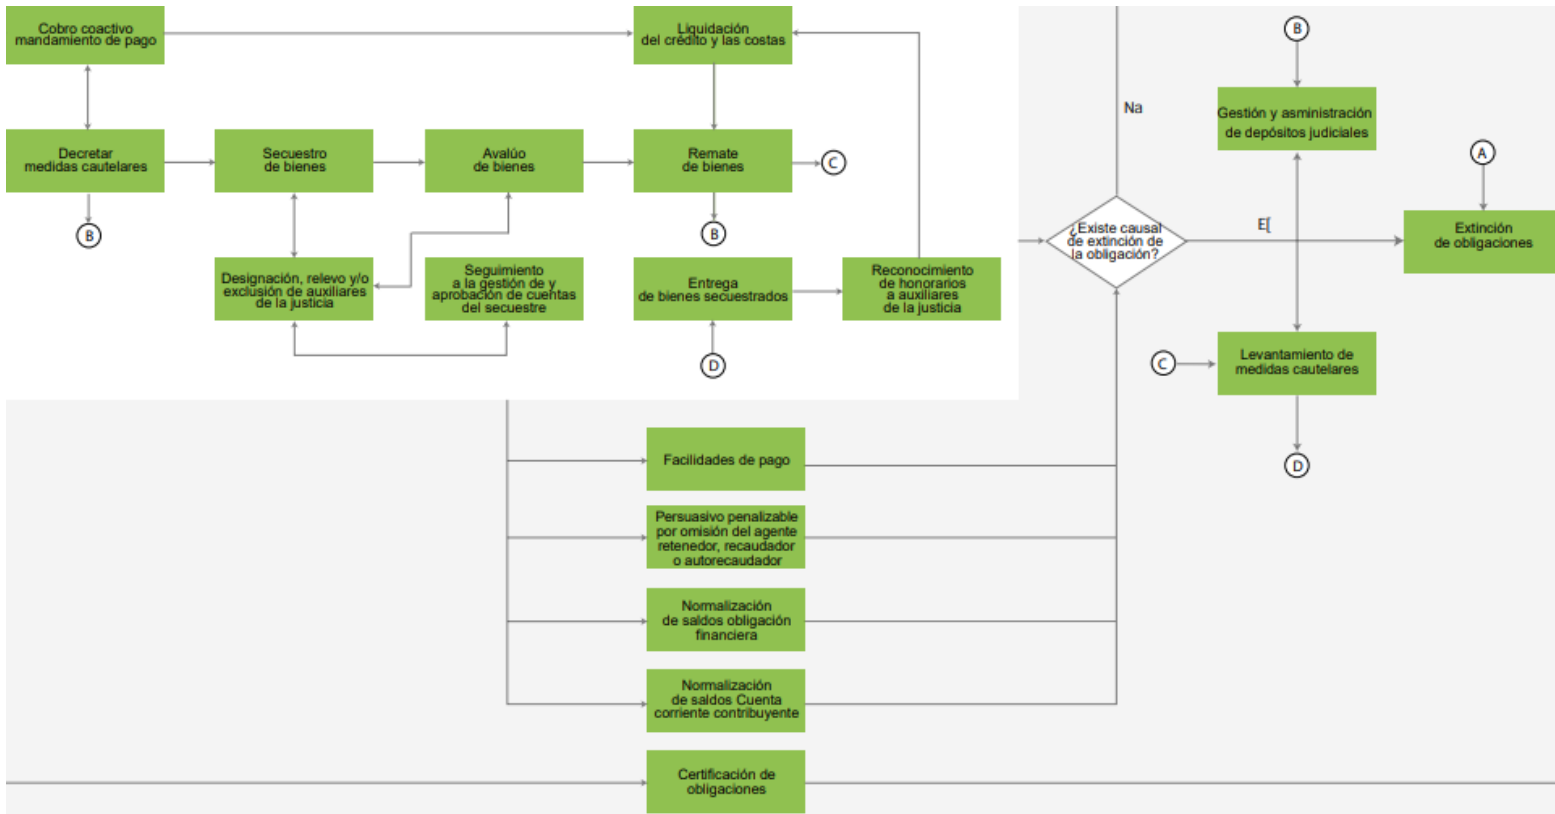 Cobro coactivo
mandamiento de pago
Liquidación
del crédito y las costas
Decretar
medidas cautelares
Secuestro
de bienes
Avalúo
de bienes
Remate
de bienes
C
B
B
Designación, relevo y/o
exclusión de auxiliares
de la justicia
Seguimiento
a la gestión de y
aprobación de cuentas
del secuestre
Entrega
de bienes secuestrados
Reconocimiento
de honorarios
a auxiliares
de la justicia
D
Na
B
Gestión y asministración
de depósitos judiciales
A
¿Existe causal
de extinción de
la obligación?
E[
Extinción
de obligaciones
C
Levantamiento de
medidas cautelares
D
Facilidades de pago
Persuasivo penalizable
por omisión del agente
retenedor, recaudador
o autorecaudador
Normalización
de saldos obligación
financiera
Normalización
de saldos Cuenta
corriente contribuyente
Certificación de
obligaciones